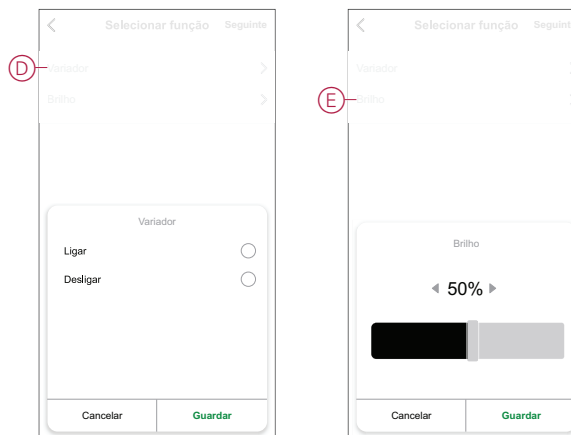 Selecionar função Seguinte
D
Variador
Brilho
Variador
Ligar
Desligar
Cancelar Guardar
Selecionar função Seguint
Variador
E
Brilho
Brilho
50%
Cancelar Guardar